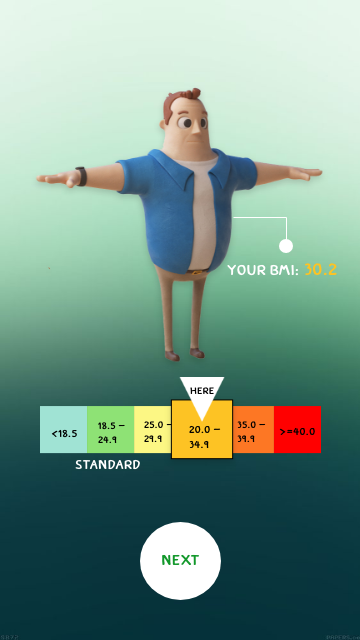 YOUR BMI: 30.2
HERE
<18.5
18.5 –
24.9
25.0 –
29.9
20.0 –
34.9
35.0 –
39.9
>=40.0
STANDARD
NEXT